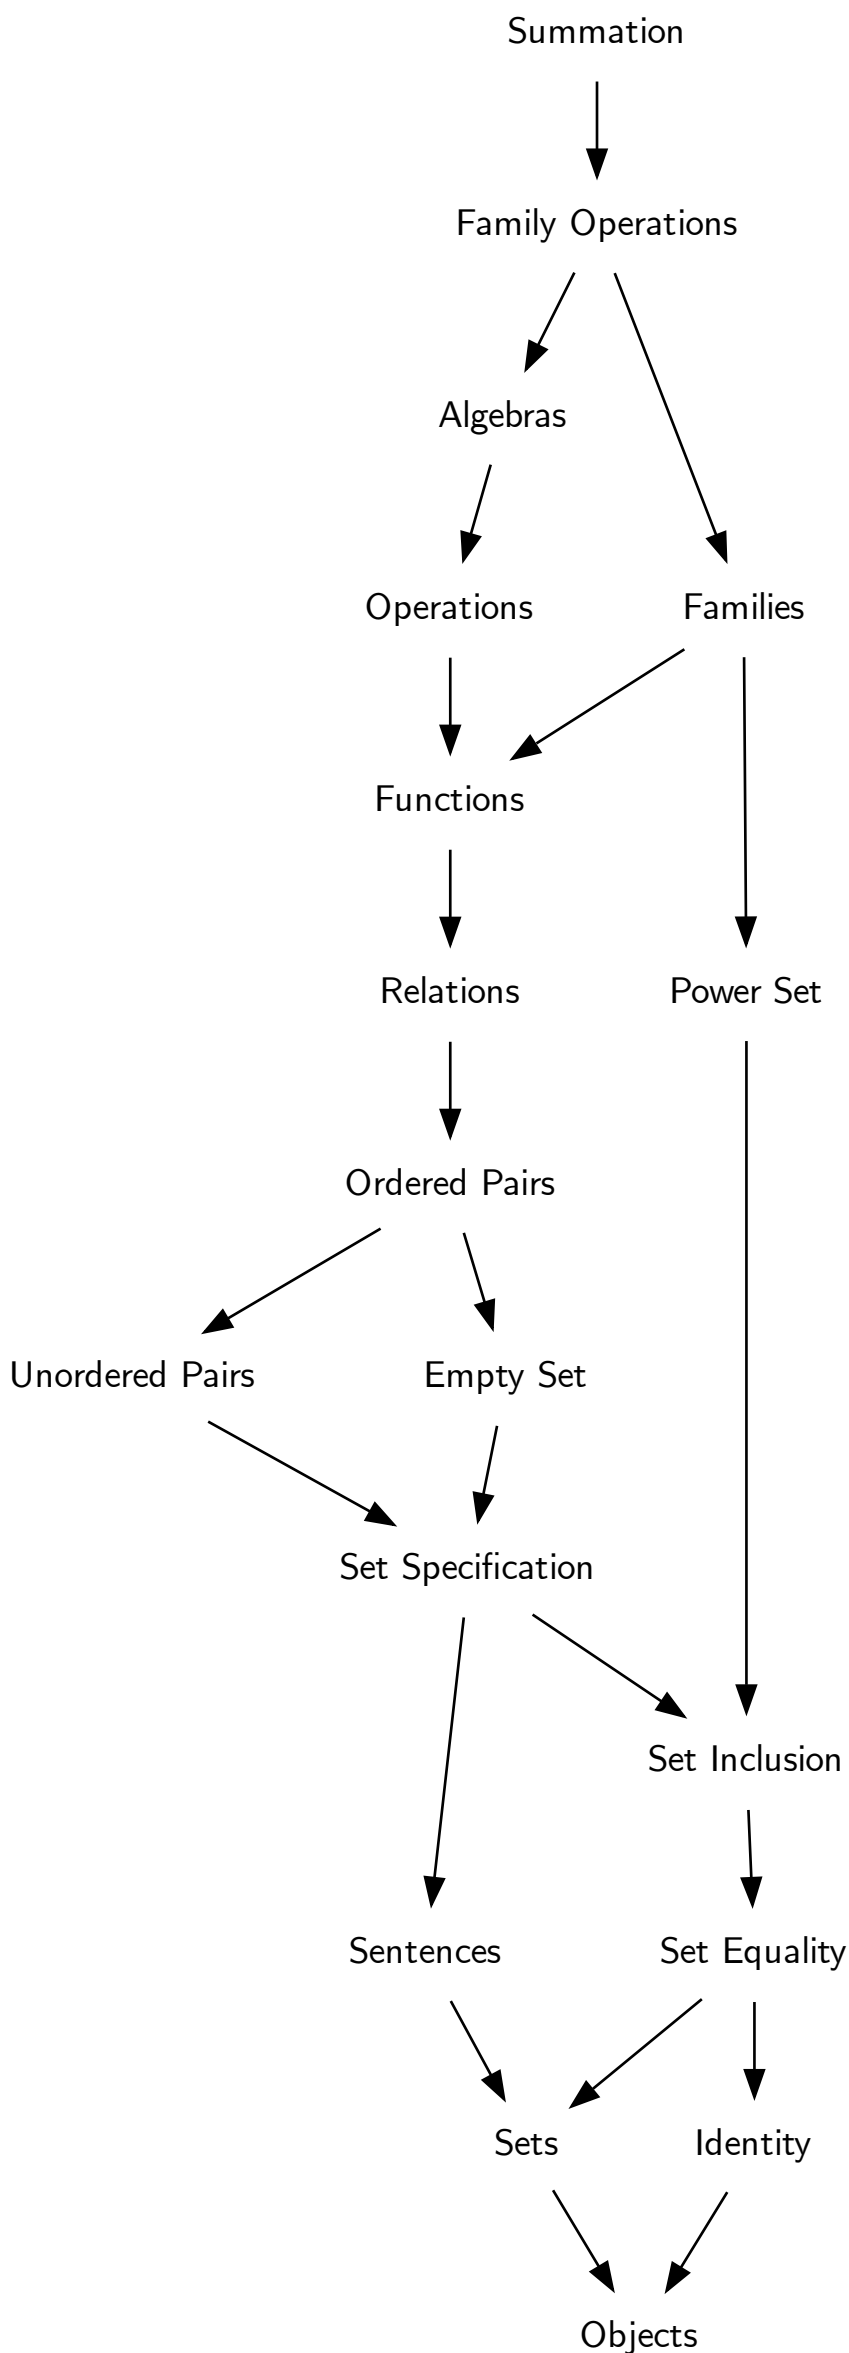 Summation
Family Operations
Algebras
Operations Families
Functions
Relations Power Set
Ordered Pairs
Unordered Pairs Empty Set
Set Specification
Set Inclusion
Sentences Set Equality
Sets Identity
Objects